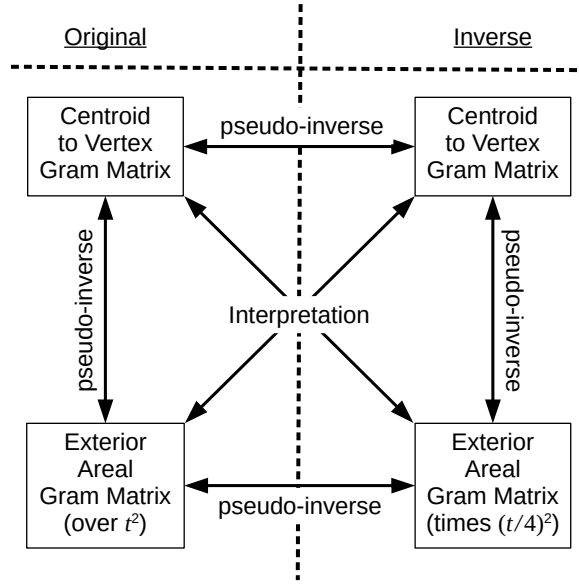 Original
Inverse
Centroid
to Vertex
Gram Matrix
pseudo-inverse
Centroid
to Vertex
Gram Matrix
pseudo-inverse
Interpretation
pseudo-inverse
Exterior
Areal
Gram Matrix
(over t²)
pseudo-inverse
Exterior
Areal
Gram Matrix
(times (t/4)²)